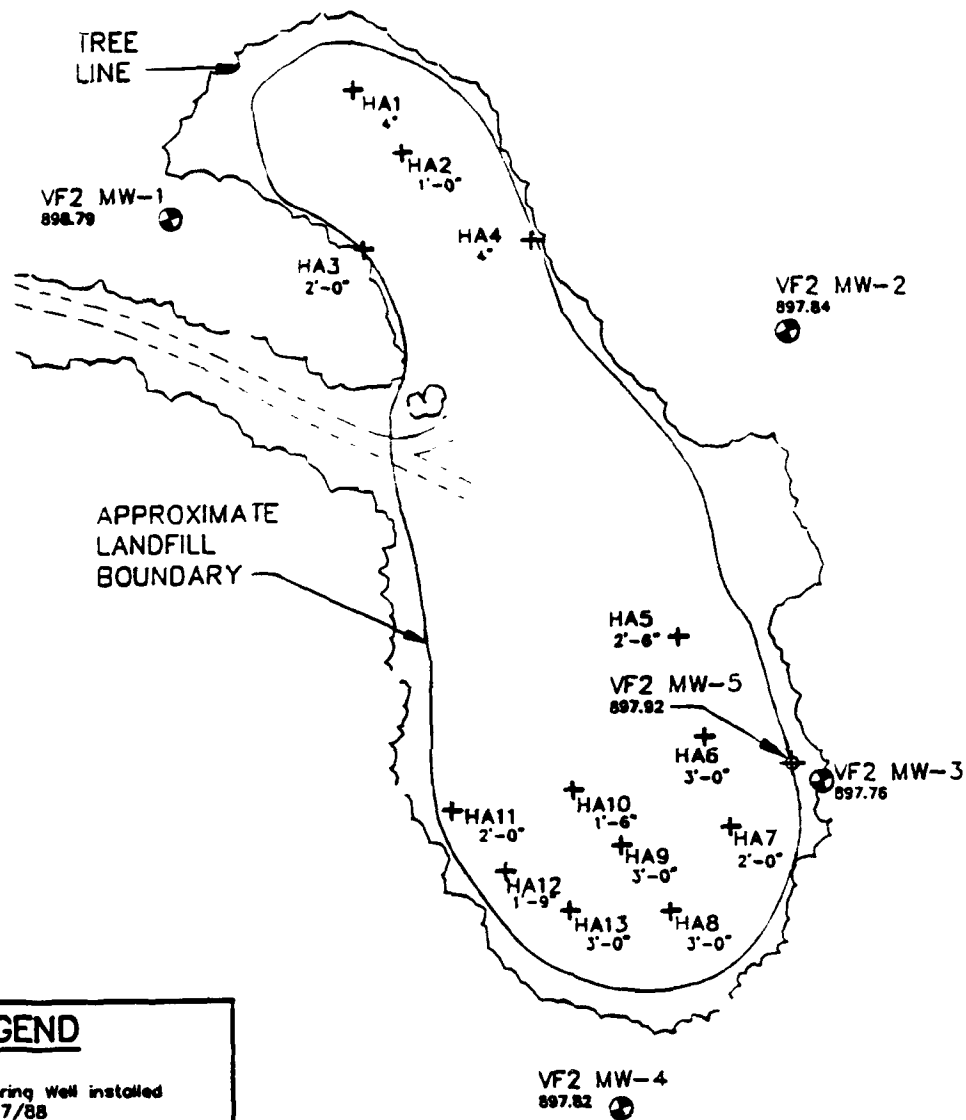 TREE
LINE
HA1
4"
HA2
1'-0"
VF2 MW-1
898.79
HA4
4"
HA3
2'-0"
VF2 MW-2
897.84
APPROXIMATE
LANDFILL
BOUNDARY
HA5
2'-6"
VF2 MW-5
897.92
HA6
3'-0"
VF2 MW-3
897.76
HA10
1'-6"
HA11
2'-0"
HA7
2'-0"
HA9
3'-0"
HA12
1'-9"
HA13
3'-0"
HA8
3'-0"
GEND
ring Well installed
7/88
VF2 MW-4
897.82